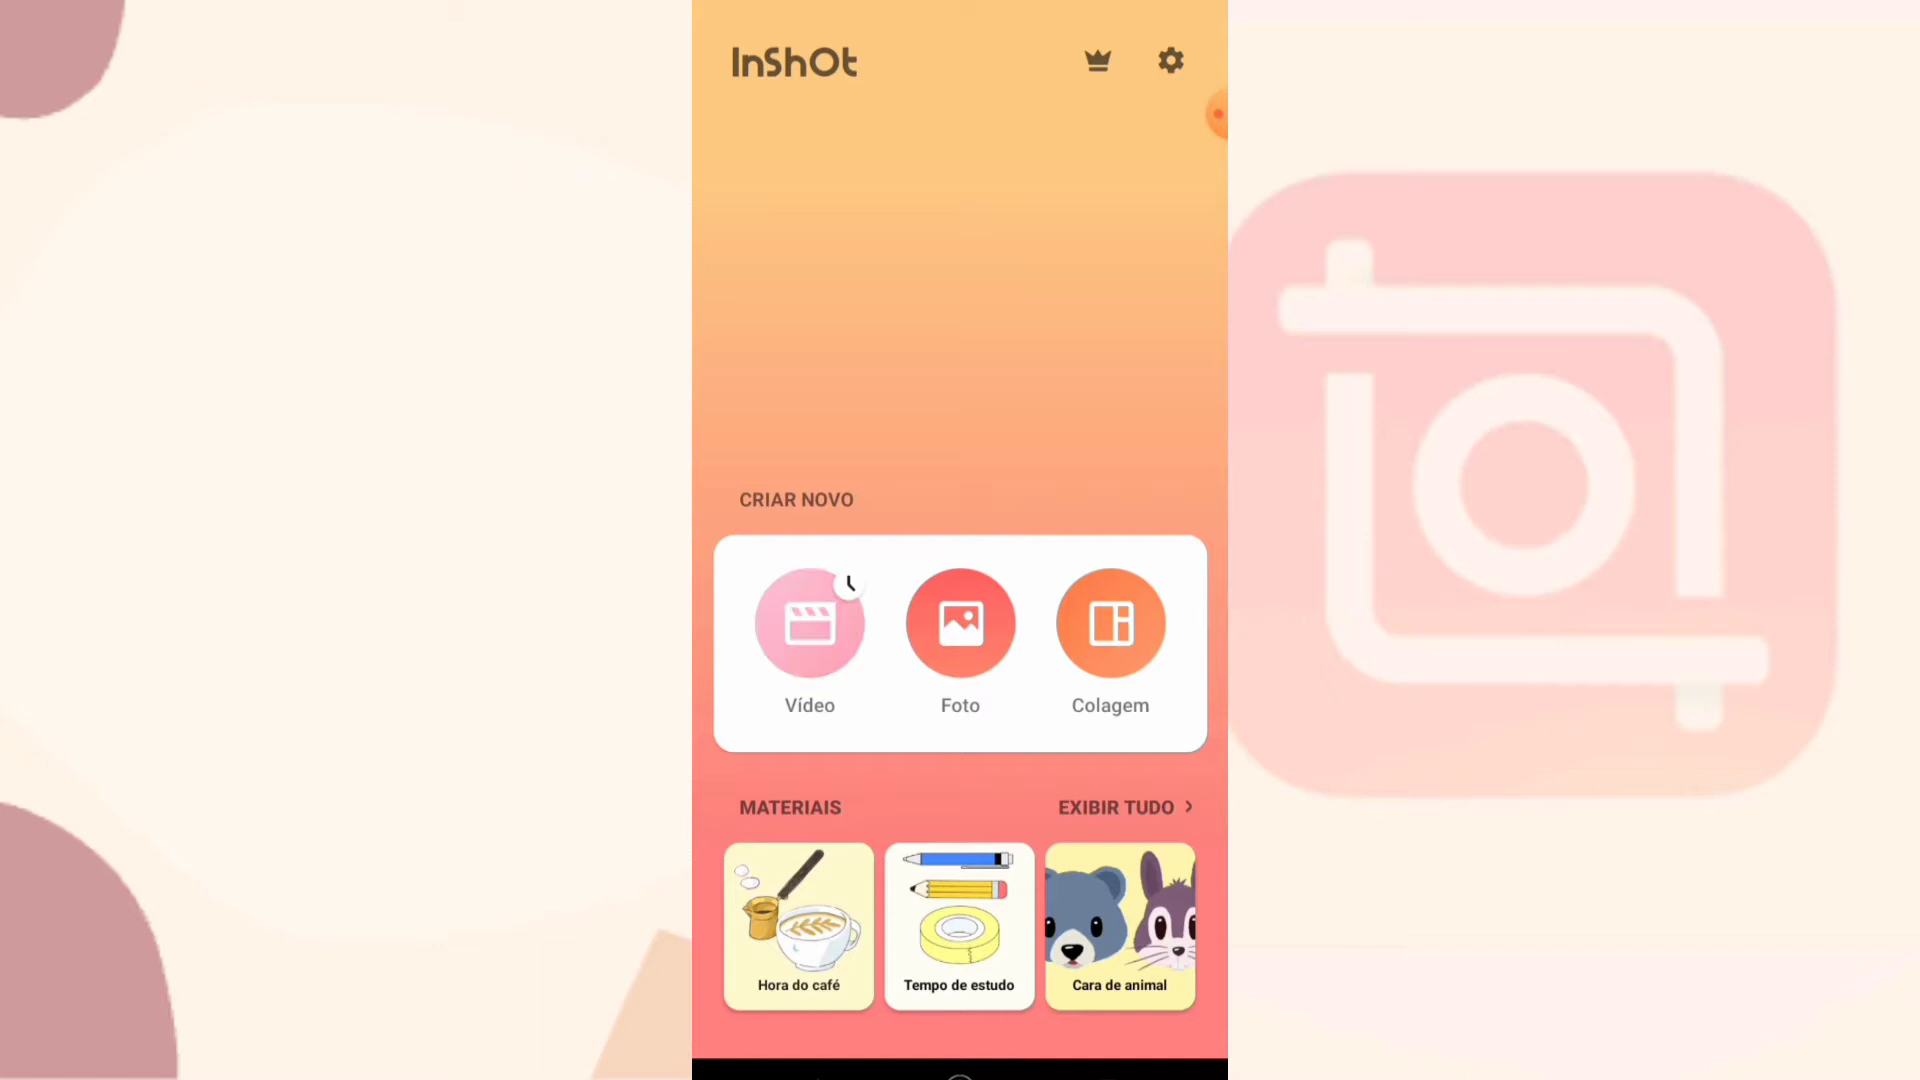 InShOt
CRIAR NOVO
Vídeo
Foto
Colagem
MATERIAIS
EXIBIR TUDO >
Hora do café
Tempo de estudo
Cara de animal